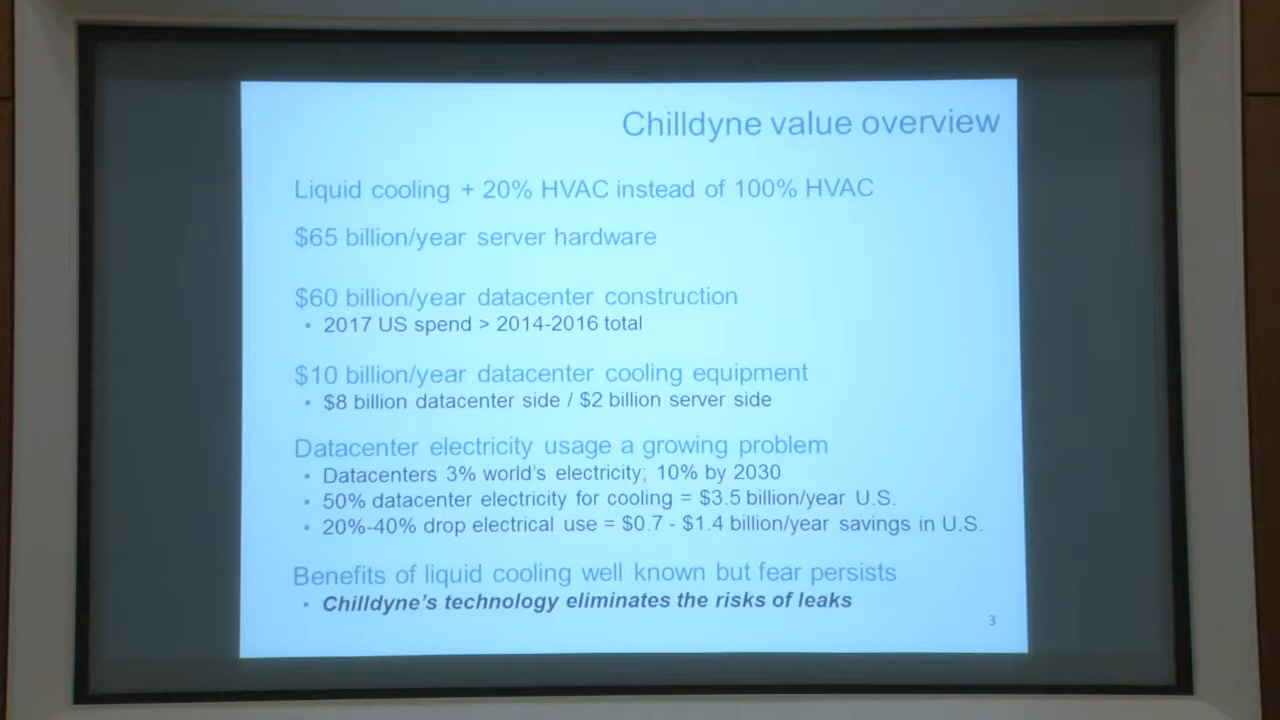 Chilldyne value overview
Liquid cooling + 20% HVAC instead of 100% HVAC
$65 billion/year server hardware
$60 billion/year datacenter construction
• 2017 US spend > 2014-2016 total
$10 billion/year datacenter cooling equipment
• $8 billion datacenter side / $2 billion server side
Datacenter electricity usage a growing problem
• Datacenters 3% world's electricity; 10% by 2030
• 50% datacenter electricity for cooling = $3.5 billion/year U.S.
• 20%-40% drop electrical use = $0.7 - $1.4 billion/year savings in U.S.
Benefits of liquid cooling well known but fear persists
• Chilldyne's technology eliminates the risks of leaks
3